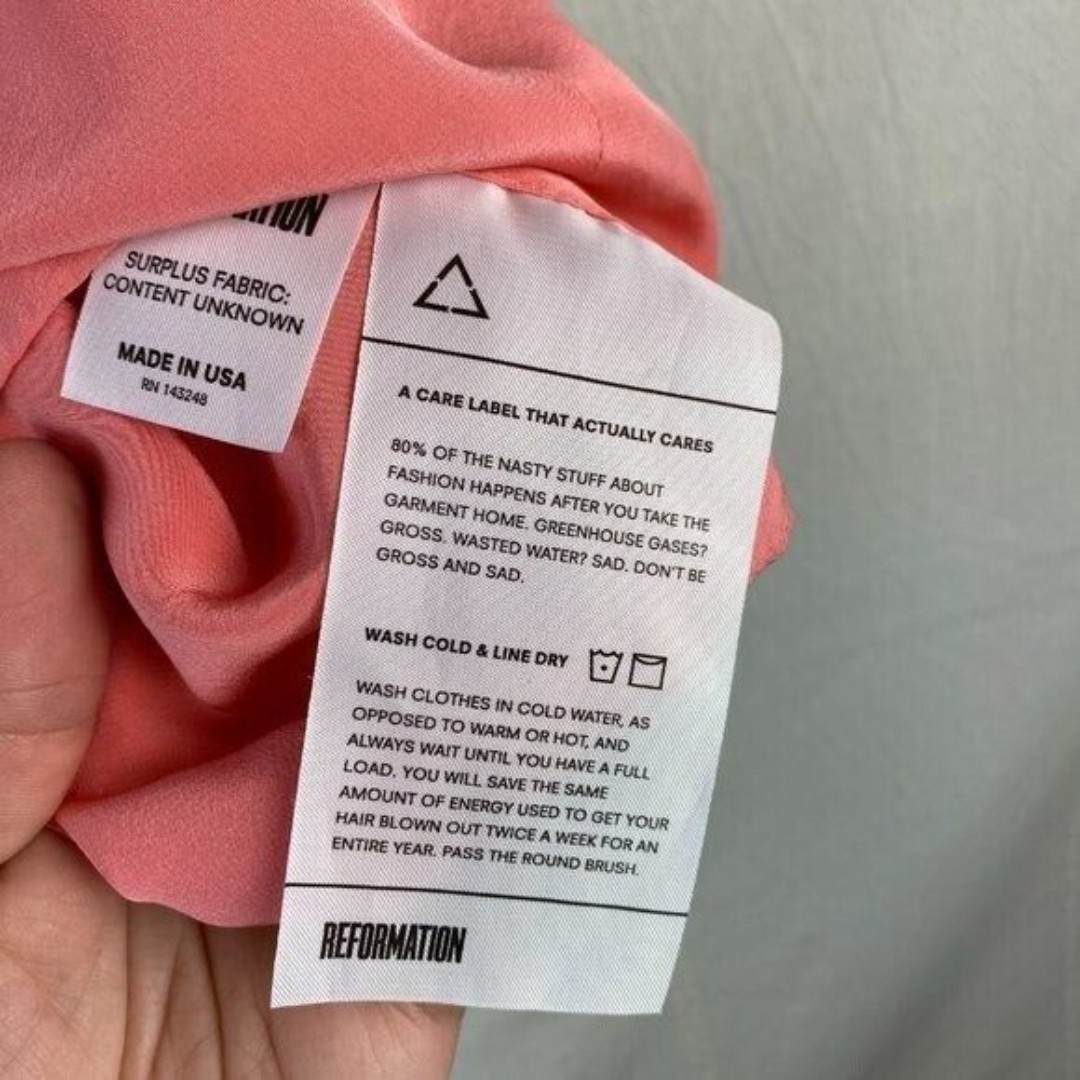 SURPLUS FABRIC:
CONTENT UNKNOWN
MADE IN USA
RN 143248
A CARE LABEL THAT ACTUALLY CARES
80% OF THE NASTY STUFF ABOUT
FASHION HAPPENS AFTER YOU TAKE THE
GARMENT HOME. GREENHOUSE GASES?
GROSS. WASTED WATER? SAD. DON'T BE
GROSS AND SAD.
WASH COLD & LINE DRY
WASH CLOTHES IN COLD WATER, AS
OPPOSED TO WARM OR HOT, AND
ALWAYS WAIT UNTIL YOU HAVE A FULL
LOAD. YOU WILL SAVE THE SAME
AMOUNT OF ENERGY USED TO GET YOUR
HAIR BLOWN OUT TWICE A WEEK FOR AN
ENTIRE YEAR. PASS THE ROUND BRUSH.
REFORMATION